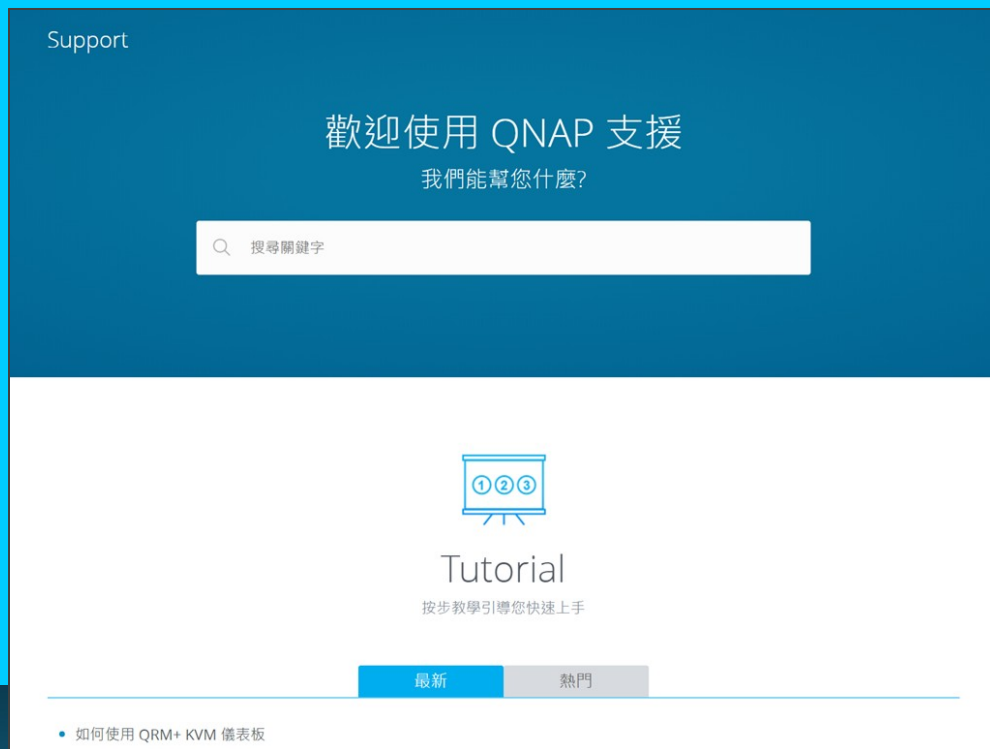 Support
歡迎使用 QNAP 支援
我們能幫您什麼?
搜尋關鍵字
①②③
Tutorial
按步教學引導您快速上手
最新 熱門
• 如何使用 QRM+ KVM 儀表板